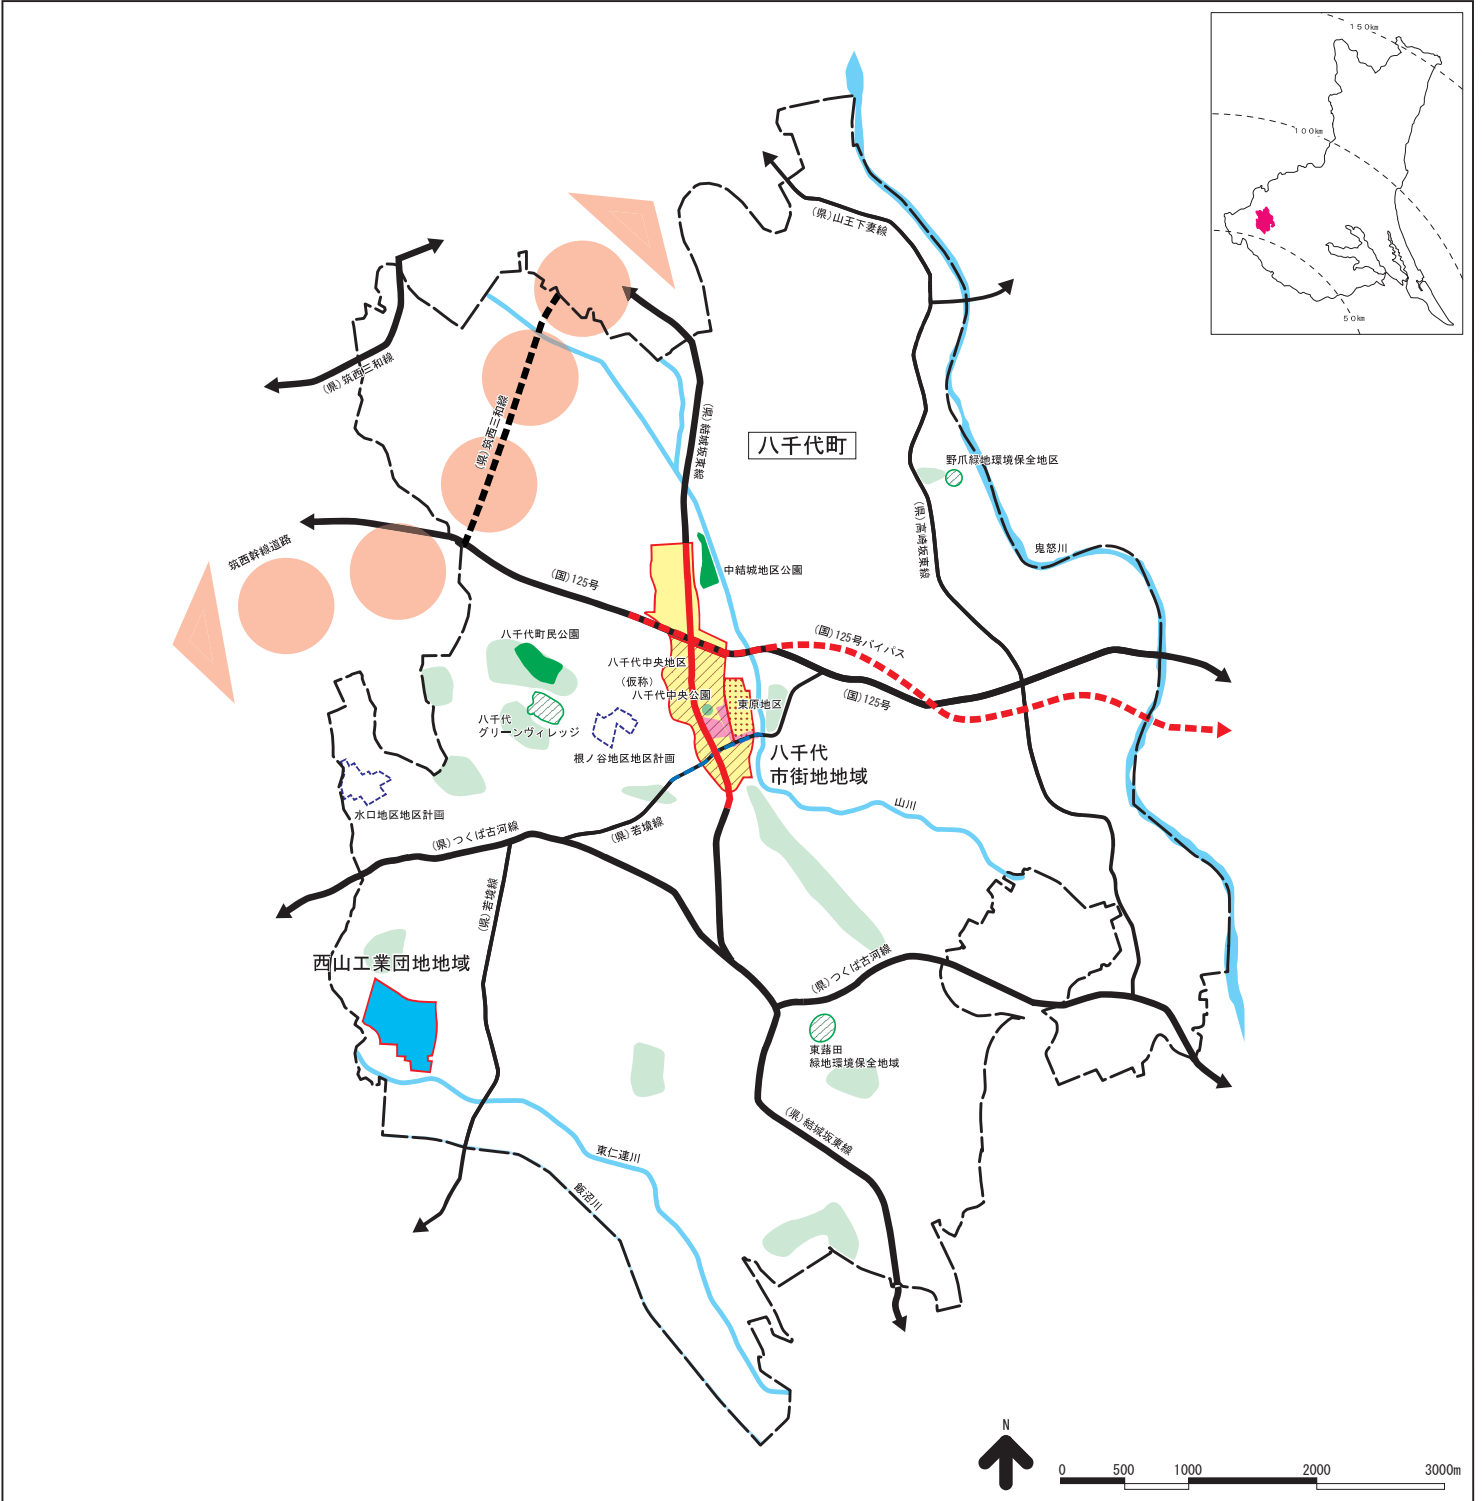 150km
100km
50km
(県)山王下妻線
(県)筑西三和線
(県)筑西三和線
(県)結城坂東線
八千代町
野爪緑地環境保全地区
(県)高崎坂東線
鬼怒川
筑西幹線道路
(国)125号
中結城地区公園
八千代町民公園
(国)125号バイパス
八千代中央地区
(仮称)
八千代中央公園
東原地区
(国)125号
八千代
グリーンヴィレッジ
根ノ谷地区地区計画
八千代
市街地地域
水口地区地区計画
山川
(県)つくば古河線
(県)若境線
(県)若境線
西山工業団地地域
(県)つくば古河線
東蕗田
緑地環境保全地域
(県)結城坂東線
東仁連川
飯沼川
N
0 500 1000 2000 3000m